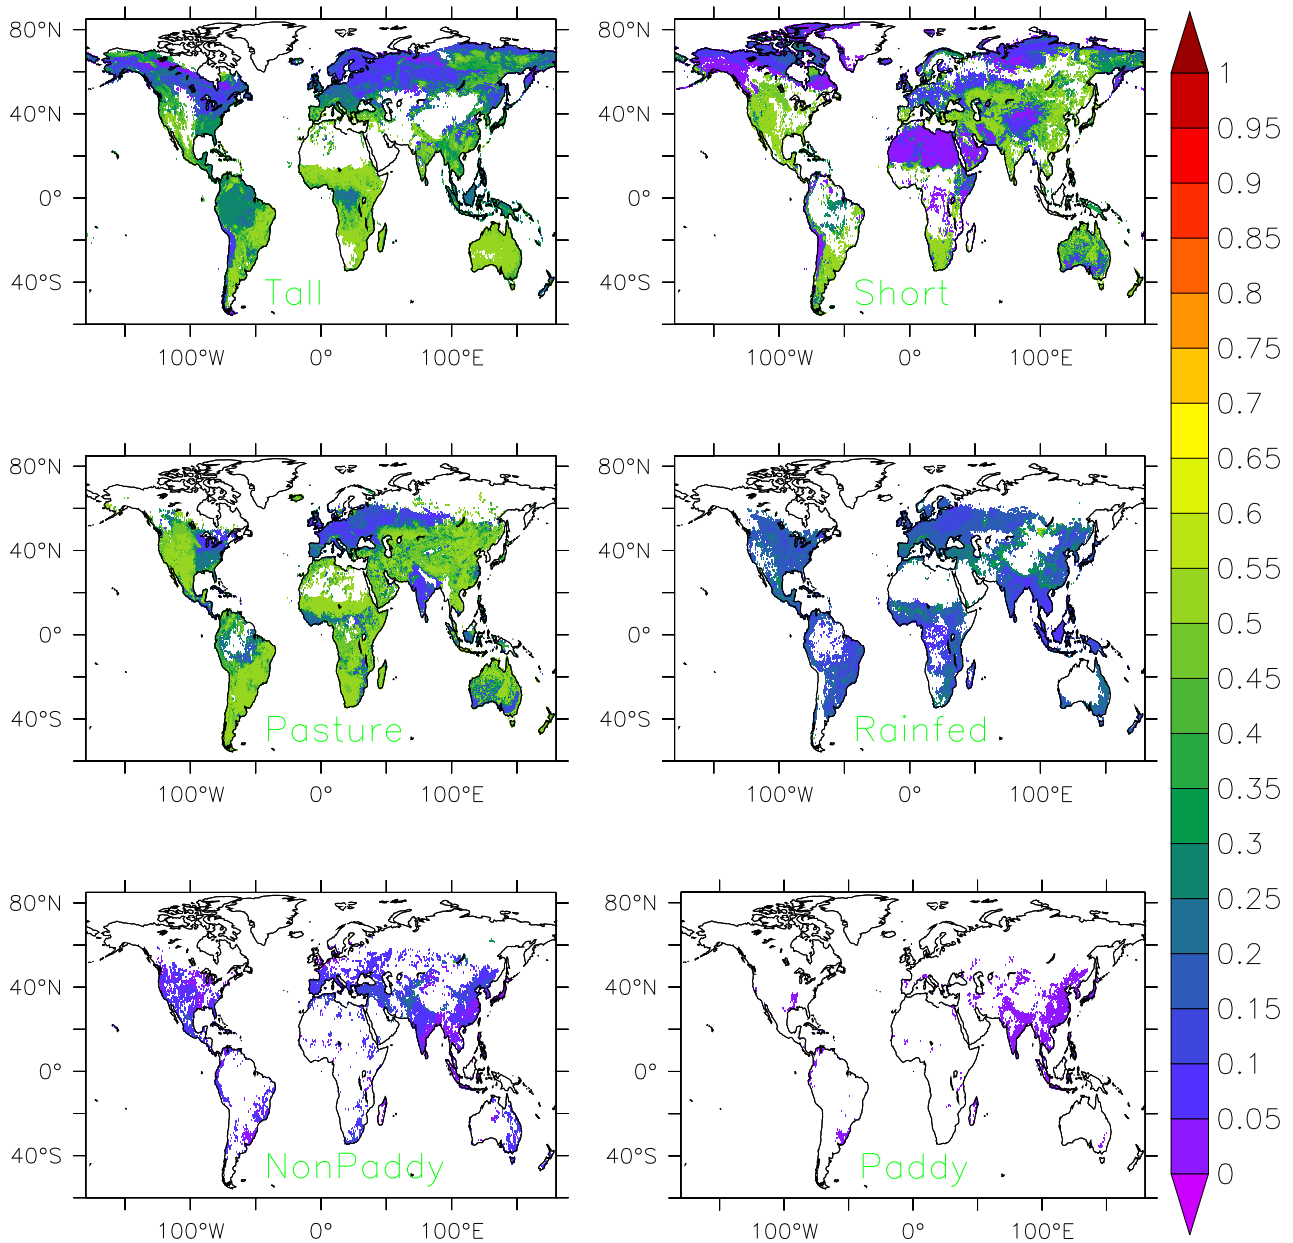 80°N
40°N
0°
40°S
Tall
100°W 0° 100°E
80°N
40°N
0°
40°S
Short
100°W 0° 100°E
80°N
40°N
0°
40°S
Pasture
100°W 0° 100°E
80°N
40°N
0°
40°S
Rainfed
100°W 0° 100°E
80°N
40°N
0°
40°S
NonPaddy
100°W 0° 100°E
80°N
40°N
0°
40°S
Paddy
100°W 0° 100°E
1
0.95
0.9
0.85
0.8
0.75
0.7
0.65
0.6
0.55
0.5
0.45
0.4
0.35
0.3
0.25
0.2
0.15
0.1
0.05
0